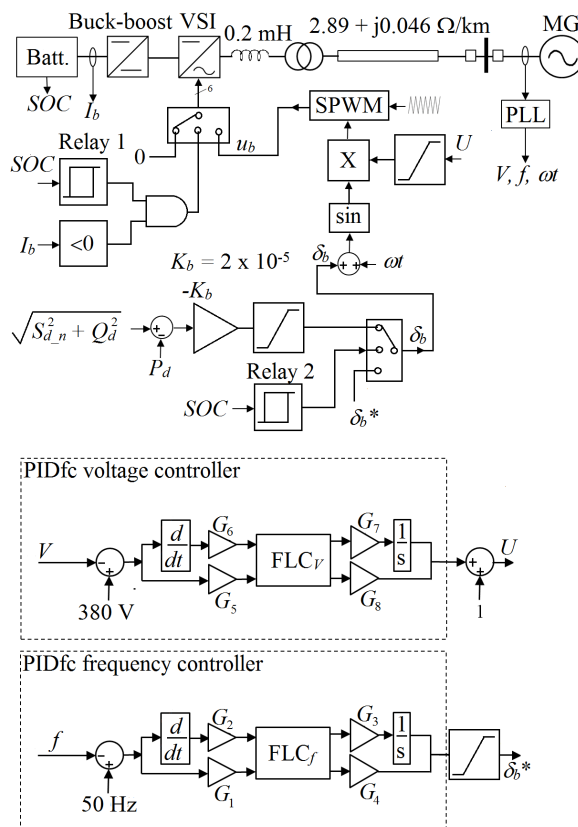 Buck-boost VSI
0.2 mH
2.89 + j0.046 Ω/km
MG
Batt.
SOC
I_b
6
SPWM
PLL
Relay 1
0
u_b
X
U
V, f, ωt
SOC
I_b
<0
sin
K_b = 2 x 10^-5
δ_b
+ +
ωt
-K_b
√(S_{d_n}^2 + Q_d^2)
+ -
P_d
δ_b
Relay 2
SOC
δ_b*
PIDfc voltage controller
V
-
+
380 V
d/dt
G_6
G_5
FLC_V
G_7
G_8
1/s
+
+
U
1
PIDfc frequency controller
f
-
+
50 Hz
d/dt
G_2
G_1
FLC_f
G_3
G_4
1/s
δ_b*